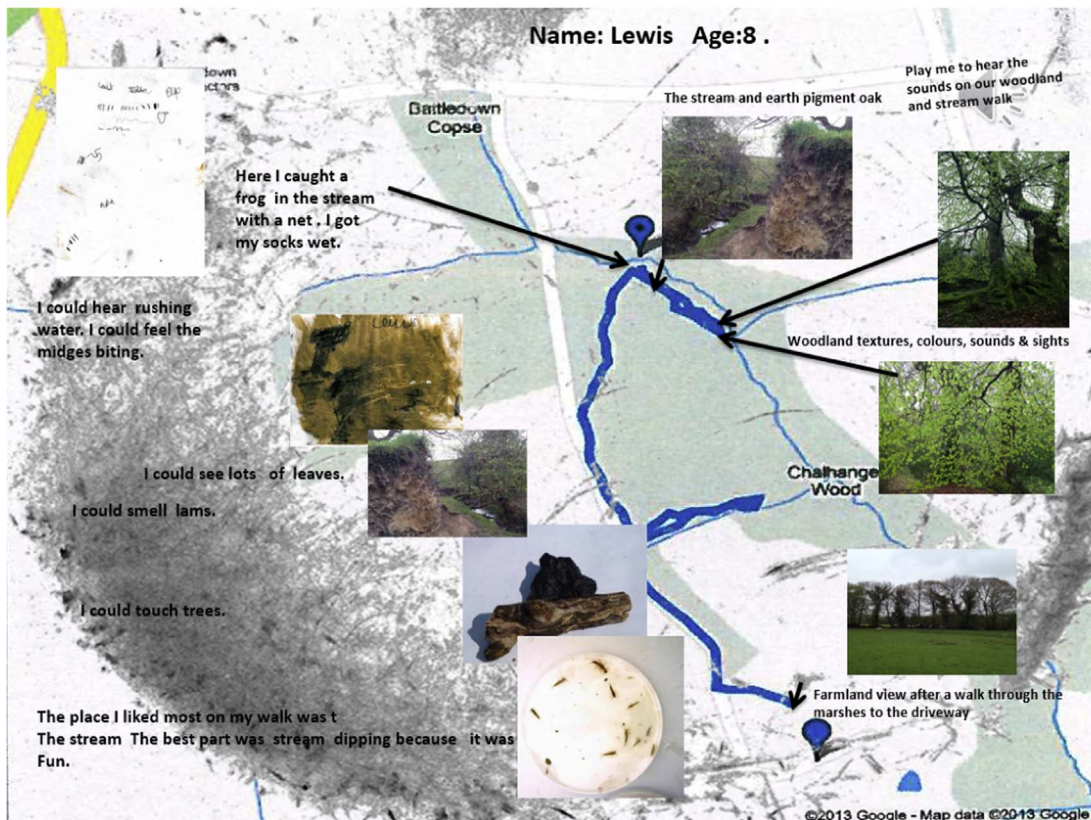 Name: Lewis Age:8 .
Play me to hear the
sounds on our woodland
and stream walk
The stream and earth pigment oak
Battledown
Copse
Here I caught a
frog in the stream
with a net . I got
my socks wet.
I could hear rushing
water. I could feel the
midges biting.
Woodland textures, colours, sounds & sights
I could see lots of leaves.
Chalhanger
Wood
I could smell lams.
I could touch trees.
Farmland view after a walk through the
marshes to the driveway
The place I liked most on my walk was t
The stream The best part was stream dipping because it was
Fun.
©2013 Google - Map data ©2013 Google